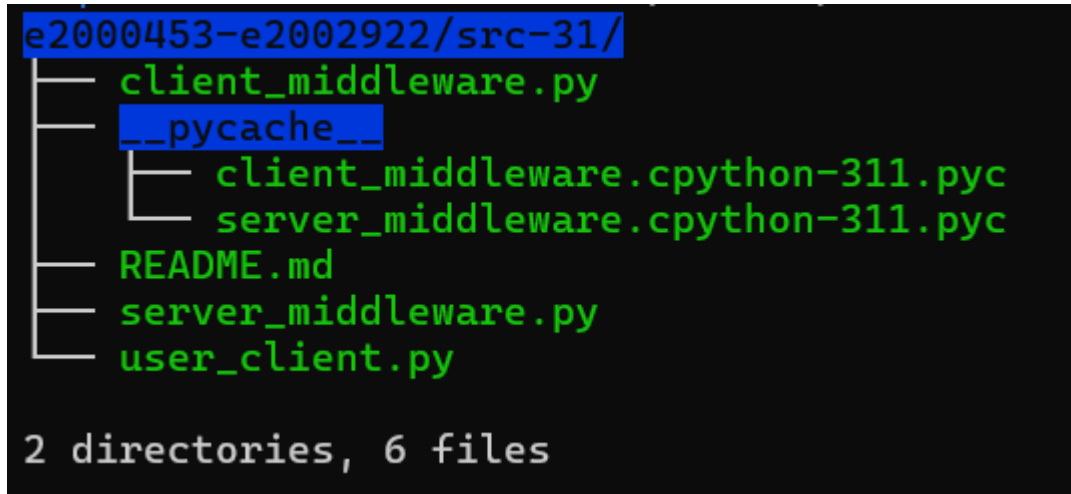 e2000453-e2002922/src-31/
├── client_middleware.py
├── __pycache__
│   ├── client_middleware.cpython-311.pyc
│   └── server_middleware.cpython-311.pyc
├── README.md
├── server_middleware.py
└── user_client.py
2 directories, 6 files